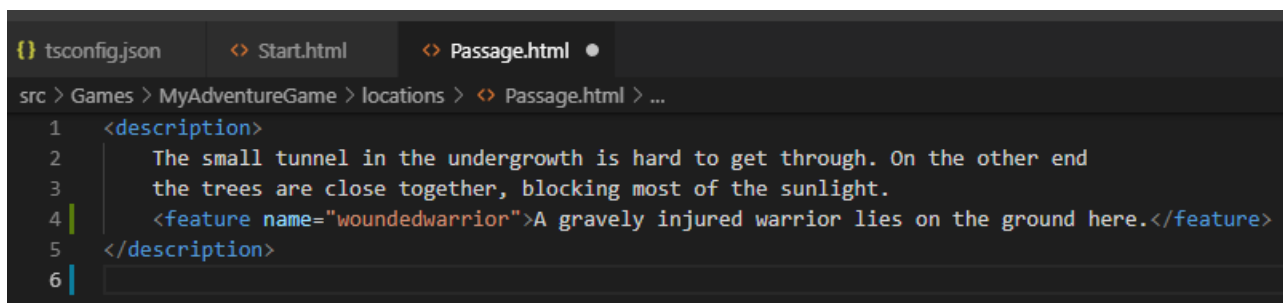 {} tsconfig.json <> Start.html <> Passage.html ●
src > Games > MyAdventureGame > locations > <> Passage.html > ...
1 <description>
2 The small tunnel in the undergrowth is hard to get through. On the other end
3 the trees are close together, blocking most of the sunlight.
4 <feature name="woundedwarrior">A gravely injured warrior lies on the ground here.</feature>
5 </description>
6